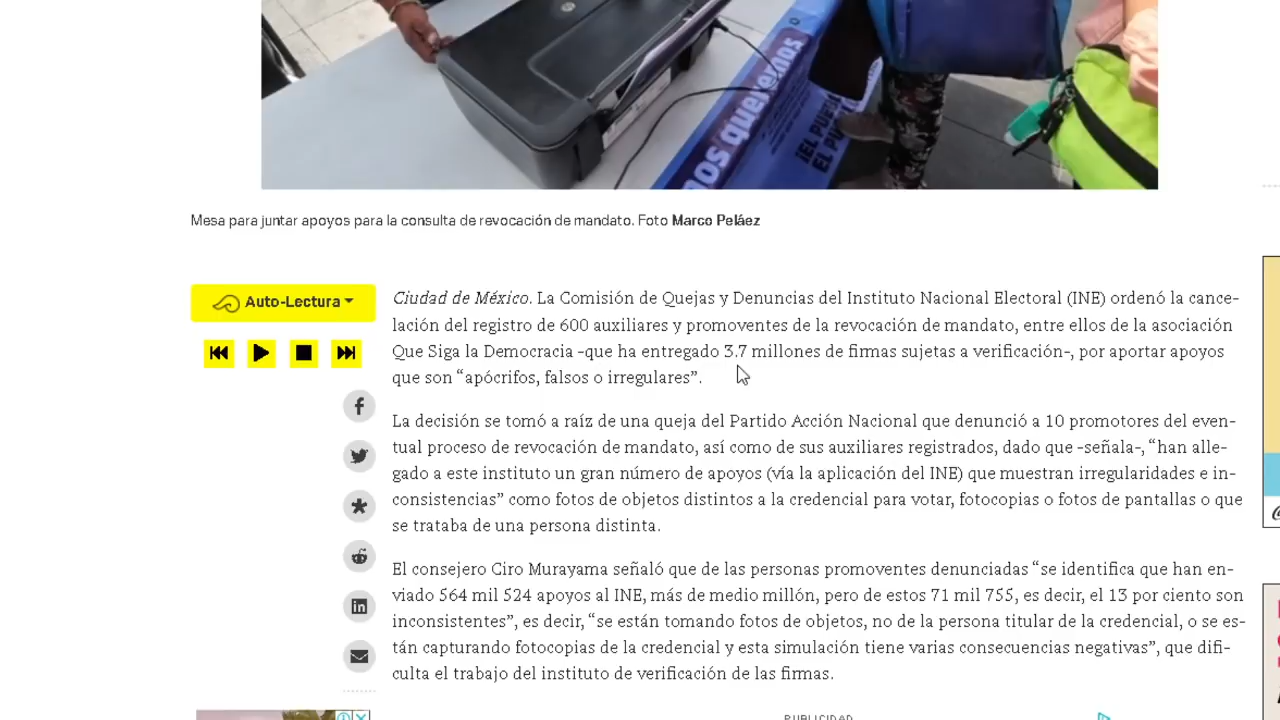 nos queremos
¡EL PUEBL
EL PU
Mesa para juntar apoyos para la consulta de revocación de mandato. Foto Marco Peláez
Auto-Lectura
Ciudad de México. La Comisión de Quejas y Denuncias del Instituto Nacional Electoral (INE) ordenó la cance-
lación del registro de 600 auxiliares y promoventes de la revocación de mandato, entre ellos de la asociación
Que Siga la Democracia -que ha entregado 3.7 millones de firmas sujetas a verificación-, por aportar apoyos
que son “apócrifos, falsos o irregulares”.
La decisión se tomó a raíz de una queja del Partido Acción Nacional que denunció a 10 promotores del even-
tual proceso de revocación de mandato, así como de sus auxiliares registrados, dado que -señala-, “han alle-
gado a este instituto un gran número de apoyos (vía la aplicación del INE) que muestran irregularidades e in-
consistencias” como fotos de objetos distintos a la credencial para votar, fotocopias o fotos de pantallas o que
se trataba de una persona distinta.
El consejero Ciro Murayama señaló que de las personas promoventes denunciadas “se identifica que han en-
viado 564 mil 524 apoyos al INE, más de medio millón, pero de estos 71 mil 755, es decir, el 13 por ciento son
inconsistentes”, es decir, “se están tomando fotos de objetos, no de la persona titular de la credencial, o se es-
tán capturando fotocopias de la credencial y esta simulación tiene varias consecuencias negativas”, que difi-
culta el trabajo del instituto de verificación de las firmas.
PUBLICIDAD